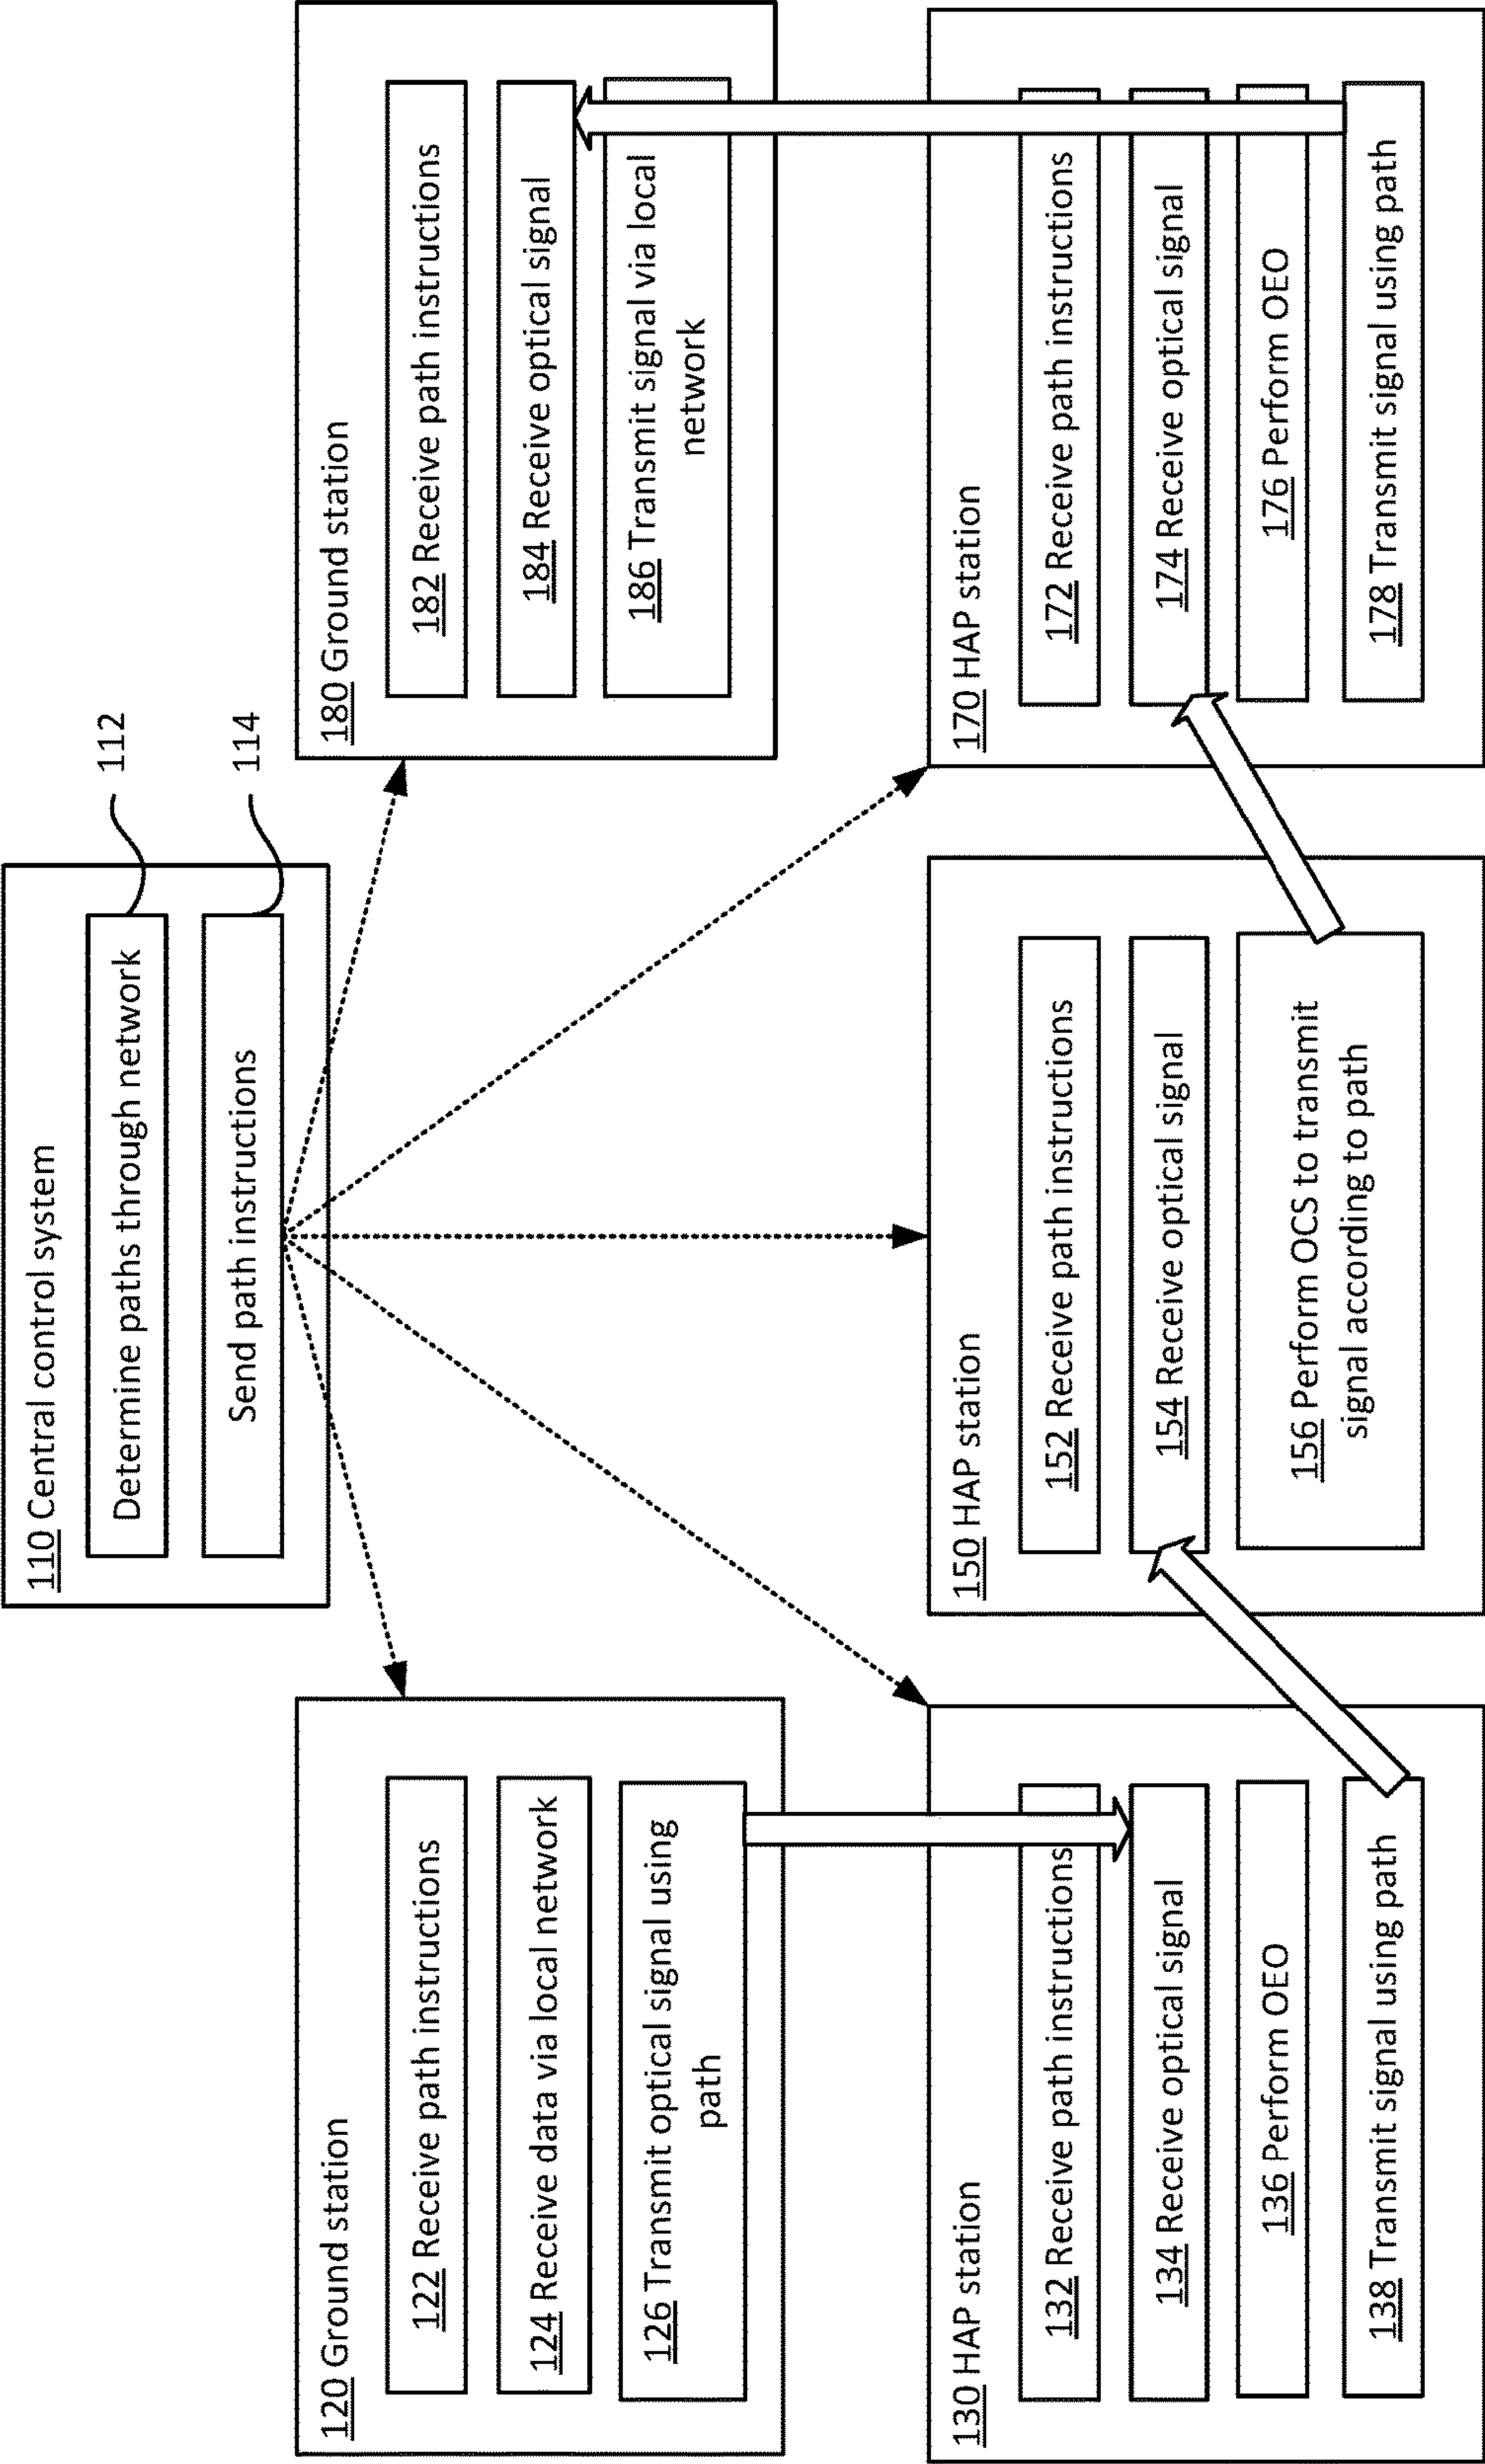 110 Central control system
Determine paths through network
112
Send path instructions
114
120 Ground station
122 Receive path instructions
124 Receive data via local network
126 Transmit optical signal using
path
180 Ground station
182 Receive path instructions
184 Receive optical signal
186 Transmit signal via local
network
130 HAP station
132 Receive path instructions
134 Receive optical signal
136 Perform OEO
138 Transmit signal using path
150 HAP station
152 Receive path instructions
154 Receive optical signal
156 Perform OCS to transmit
signal according to path
170 HAP station
172 Receive path instructions
174 Receive optical signal
176 Perform OEO
178 Transmit signal using path